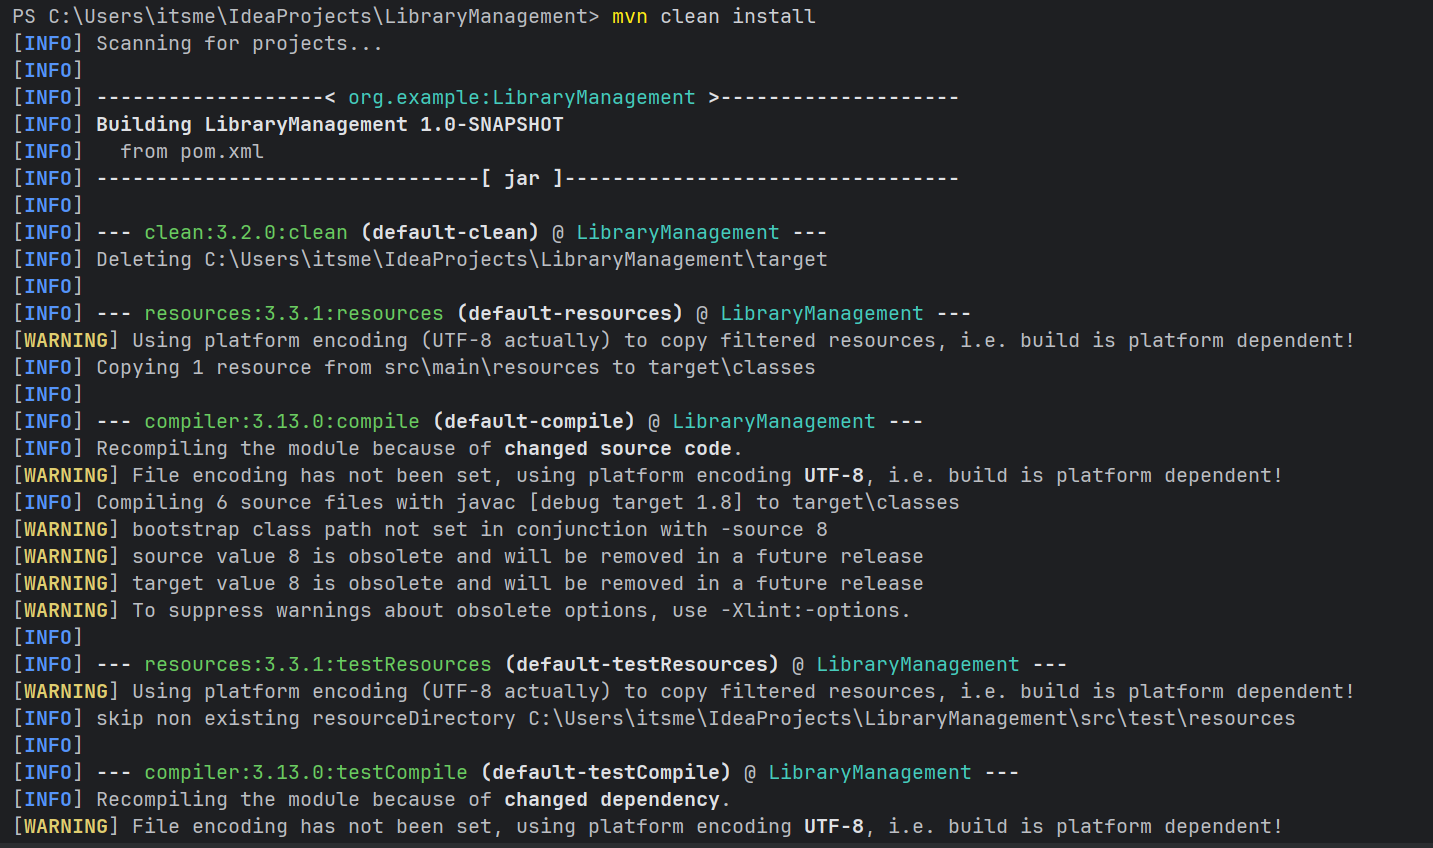 PS C:\Users\itsme\IdeaProjects\LibraryManagement> mvn clean install
[INFO] Scanning for projects...
[INFO]
[INFO] -------------------< org.example:LibraryManagement >--------------------
[INFO] Building LibraryManagement 1.0-SNAPSHOT
[INFO]   from pom.xml
[INFO] --------------------------------[ jar ]---------------------------------
[INFO]
[INFO] --- clean:3.2.0:clean (default-clean) @ LibraryManagement ---
[INFO] Deleting C:\Users\itsme\IdeaProjects\LibraryManagement\target
[INFO]
[INFO] --- resources:3.3.1:resources (default-resources) @ LibraryManagement ---
[WARNING] Using platform encoding (UTF-8 actually) to copy filtered resources, i.e. build is platform dependent!
[INFO] Copying 1 resource from src\main\resources to target\classes
[INFO]
[INFO] --- compiler:3.13.0:compile (default-compile) @ LibraryManagement ---
[INFO] Recompiling the module because of changed source code.
[WARNING] File encoding has not been set, using platform encoding UTF-8, i.e. build is platform dependent!
[INFO] Compiling 6 source files with javac [debug target 1.8] to target\classes
[WARNING] bootstrap class path not set in conjunction with -source 8
[WARNING] source value 8 is obsolete and will be removed in a future release
[WARNING] target value 8 is obsolete and will be removed in a future release
[WARNING] To suppress warnings about obsolete options, use -Xlint:-options.
[INFO]
[INFO] --- resources:3.3.1:testResources (default-testResources) @ LibraryManagement ---
[WARNING] Using platform encoding (UTF-8 actually) to copy filtered resources, i.e. build is platform dependent!
[INFO] skip non existing resourceDirectory C:\Users\itsme\IdeaProjects\LibraryManagement\src\test\resources
[INFO]
[INFO] --- compiler:3.13.0:testCompile (default-testCompile) @ LibraryManagement ---
[INFO] Recompiling the module because of changed dependency.
[WARNING] File encoding has not been set, using platform encoding UTF-8, i.e. build is platform dependent!